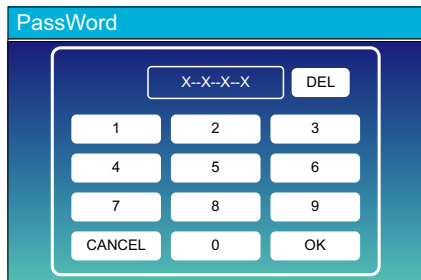 PassWord
X--X--X--X DEL
1 2 3
4 5 6
7 8 9
CANCEL 0 OK